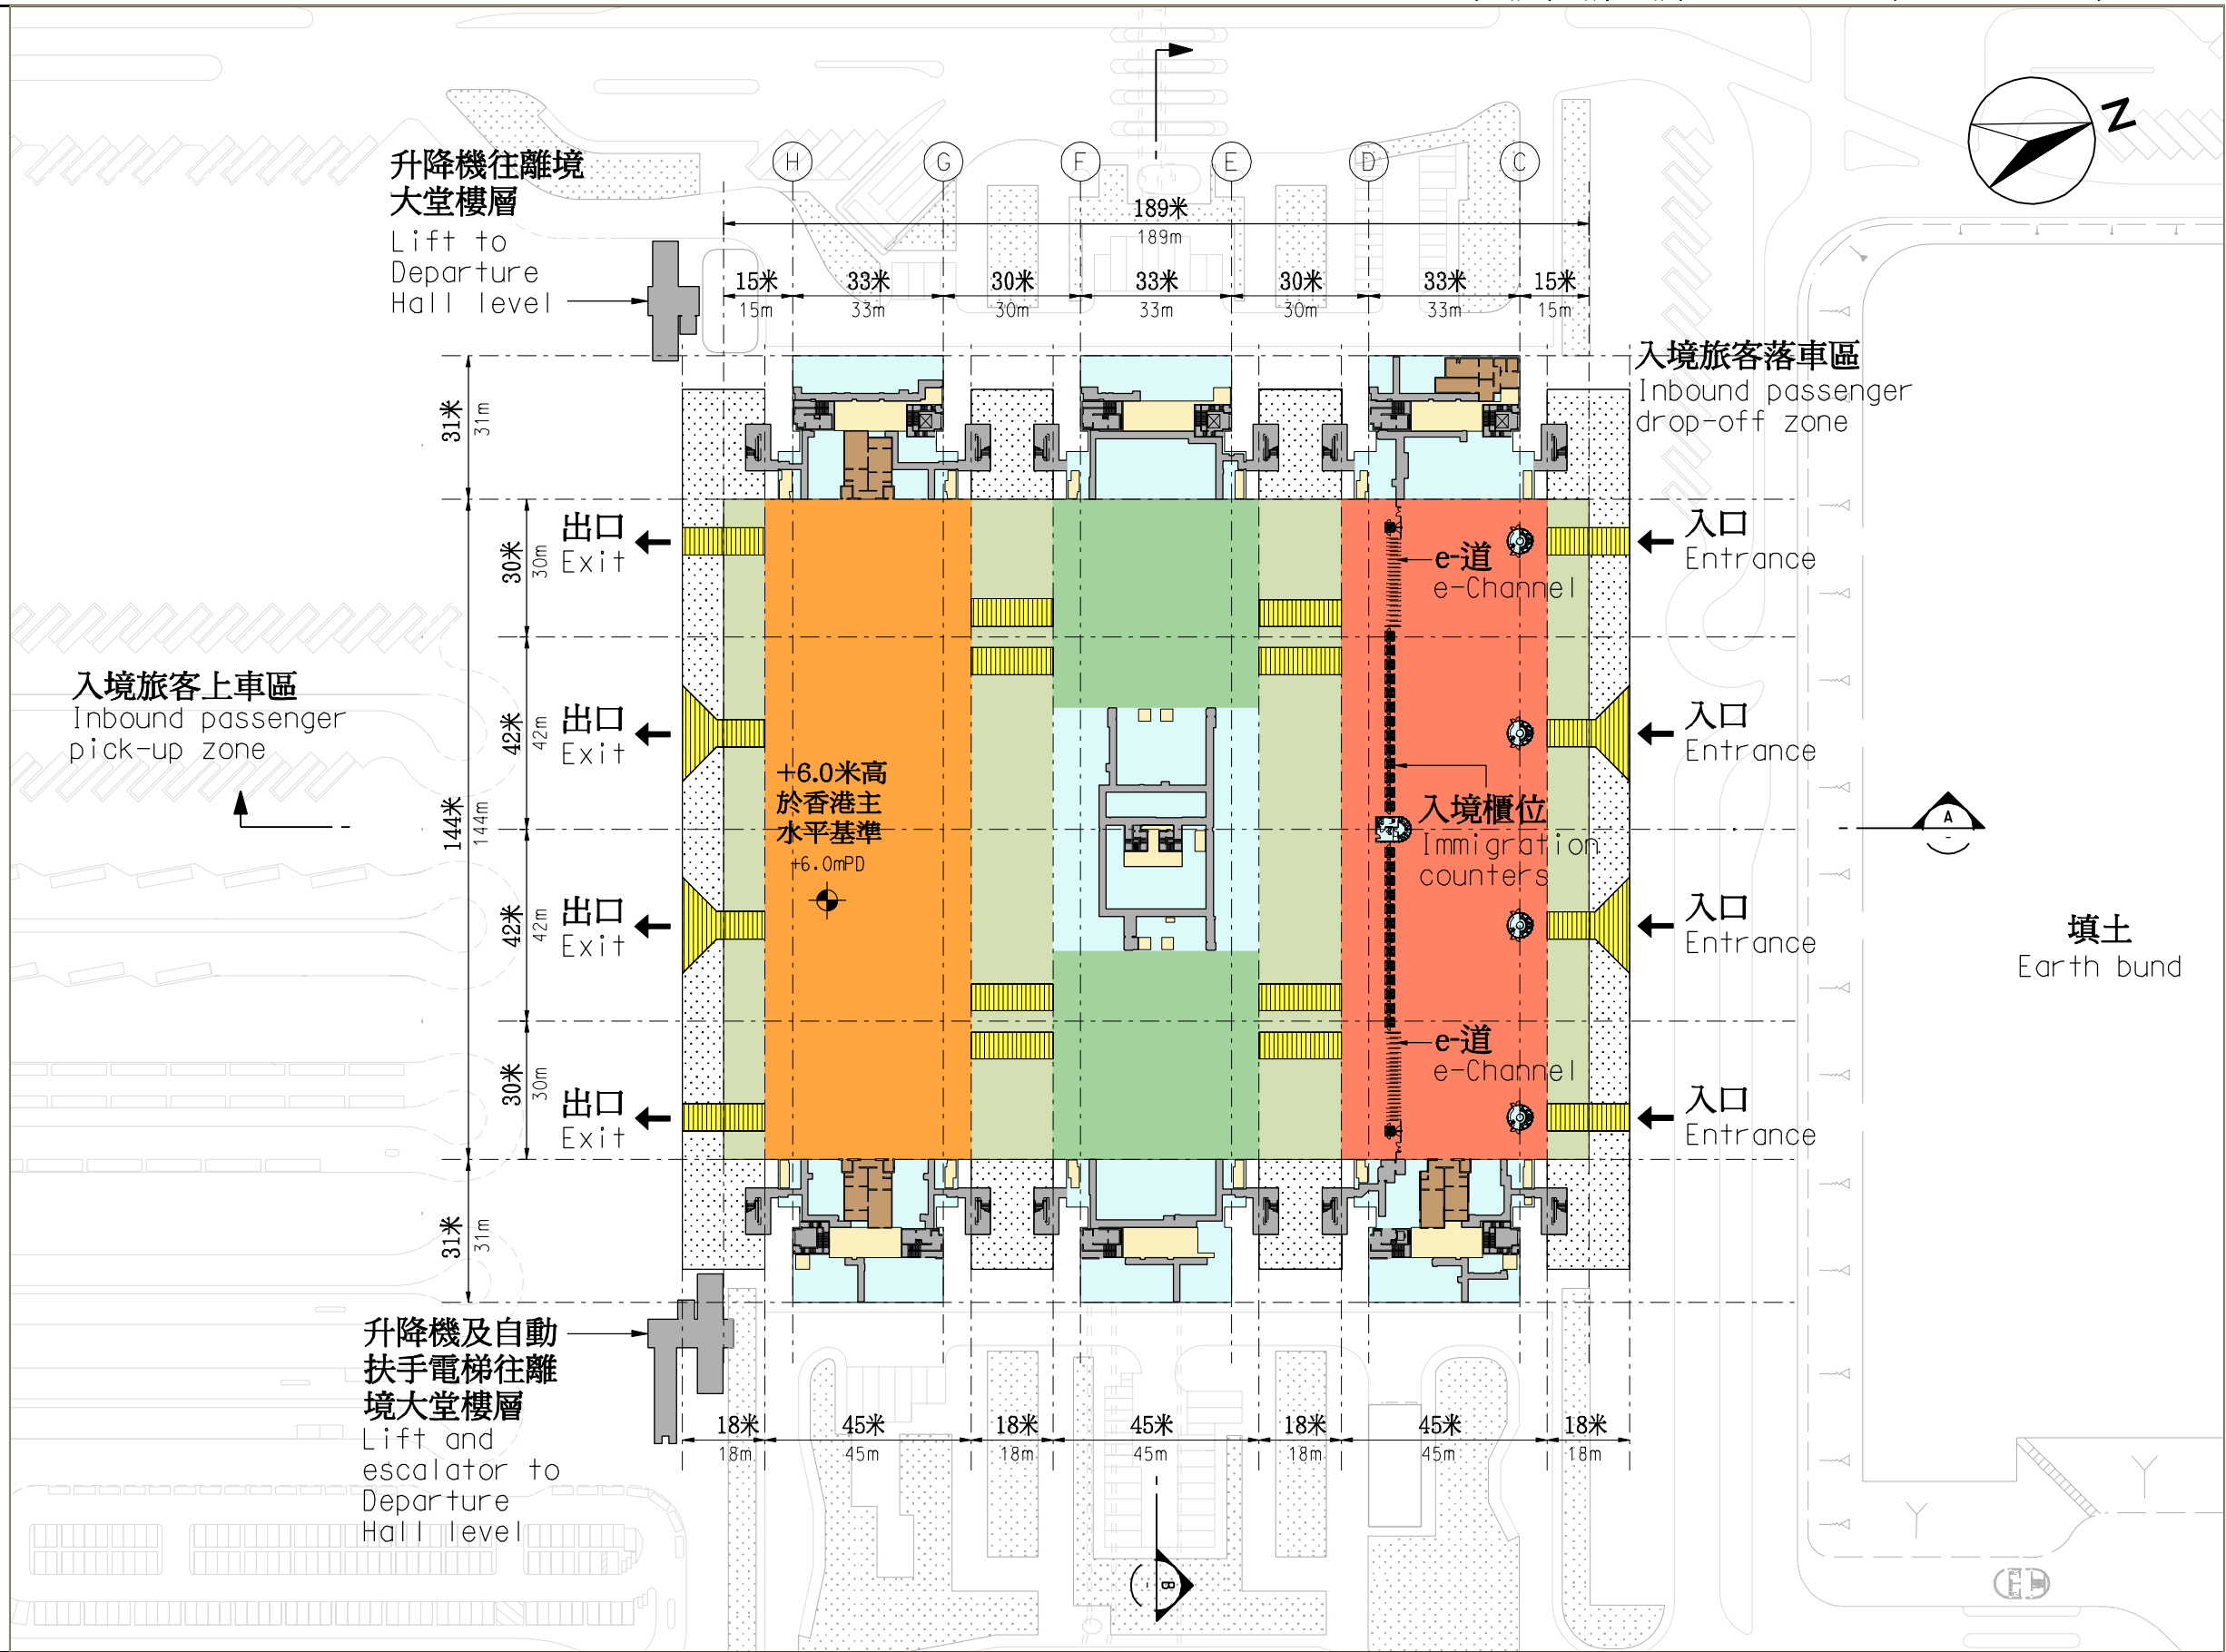 升降機往離境
大堂樓層
Lift to
Departure
Hall level
H
G
F
E
D
C
N
189米
189m
15米
33米
30米
33米
30米
33米
15米
15m
33m
30m
33m
30m
33m
15m
入境旅客落車區
Inbound passenger
drop-off zone
31米
31m
144米
144m
31米
31m
30米
30m
42米
42m
42米
42m
30米
30m
出口
Exit
出口
Exit
出口
Exit
出口
Exit
入口
Entrance
入口
Entrance
入口
Entrance
入口
Entrance
e-道
e-Channel
入境旅客上車區
Inbound passenger
pick-up zone
+6.0米高
於香港主
水平基準
+6.0mPD
入境櫃位
Immigration
counters
A
填土
Earth bund
e-道
e-Channel
升降機及自動
扶手電梯往離
境大堂樓層
Lift and
escalator to
Departure
Hall level
18米
45米
18米
45米
18米
45米
18米
18m
45m
18m
45m
18m
45m
18m
B